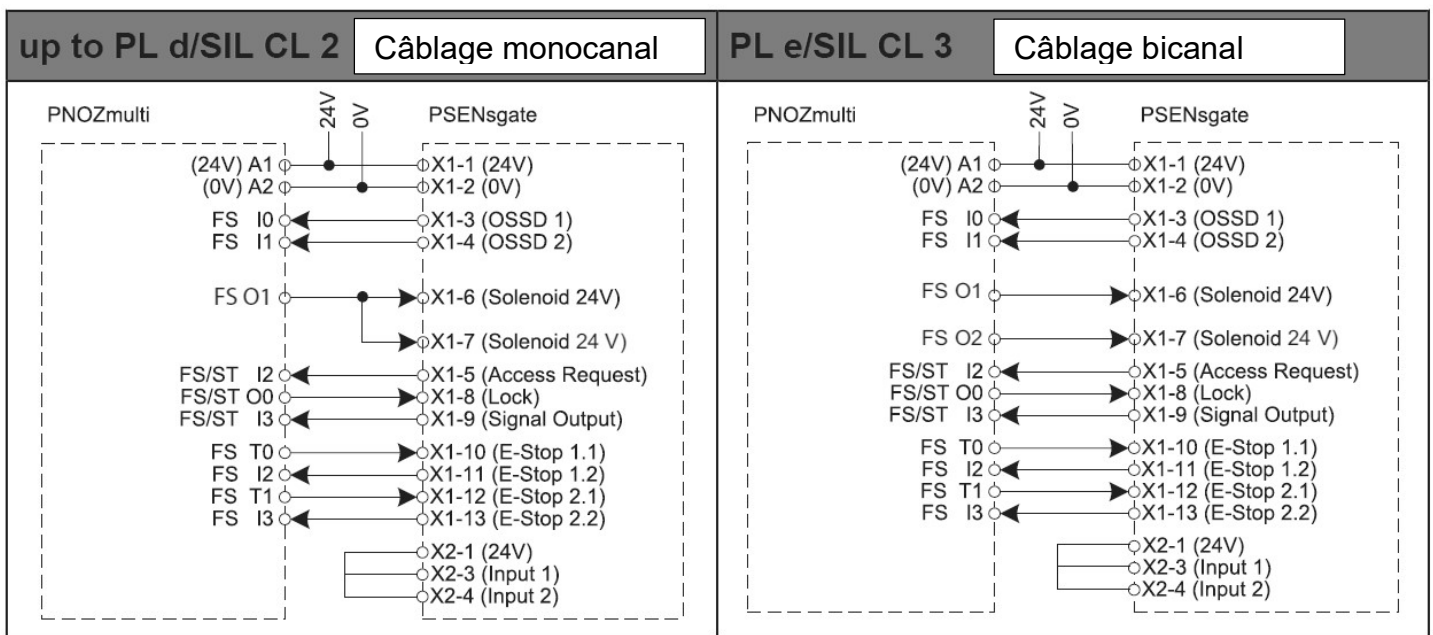 up to PL d/SIL CL 2 Câblage monocanal
PNOZmulti 24V 0V PSENsgate
(24V) A1 X1-1 (24V)
(0V) A2 X1-2 (0V)
FS I0 X1-3 (OSSD 1)
FS I1 X1-4 (OSSD 2)
FS O1 X1-6 (Solenoid 24V)
X1-7 (Solenoid 24 V)
FS/ST I2 X1-5 (Access Request)
FS/ST O0 X1-8 (Lock)
FS/ST I3 X1-9 (Signal Output)
FS T0 X1-10 (E-Stop 1.1)
FS I2 X1-11 (E-Stop 1.2)
FS T1 X1-12 (E-Stop 2.1)
FS I3 X1-13 (E-Stop 2.2)
X2-1 (24V)
X2-3 (Input 1)
X2-4 (Input 2)
PL e/SIL CL 3 Câblage bicanal
PNOZmulti 24V 0V PSENsgate
(24V) A1 X1-1 (24V)
(0V) A2 X1-2 (0V)
FS I0 X1-3 (OSSD 1)
FS I1 X1-4 (OSSD 2)
FS O1 X1-6 (Solenoid 24V)
FS O2 X1-7 (Solenoid 24 V)
FS/ST I2 X1-5 (Access Request)
FS/ST O0 X1-8 (Lock)
FS/ST I3 X1-9 (Signal Output)
FS T0 X1-10 (E-Stop 1.1)
FS I2 X1-11 (E-Stop 1.2)
FS T1 X1-12 (E-Stop 2.1)
FS I3 X1-13 (E-Stop 2.2)
X2-1 (24V)
X2-3 (Input 1)
X2-4 (Input 2)